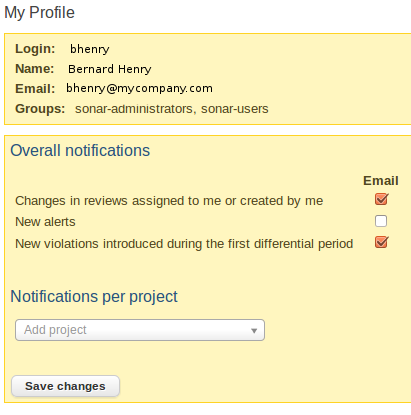 My Profile
Login: bhenry
Name: Bernard Henry
Email: bhenry@mycompany.com
Groups: sonar-administrators, sonar-users
Overall notifications
Email
Changes in reviews assigned to me or created by me
New alerts
New violations introduced during the first differential period
Notifications per project
Add project
Save changes